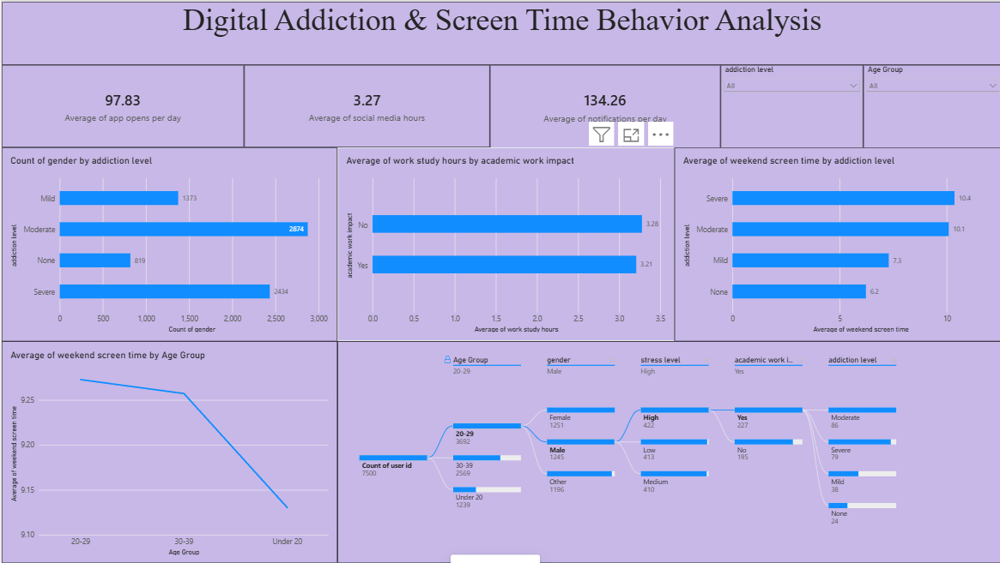 Digital Addiction & Screen Time Behavior Analysis
97.83
Average of app opens per day
3.27
Average of social media hours
134.26
Average of notifications per day
addiction level
All
Age Group
All
Count of gender by addiction level
addiction level
Mild
1373
Moderate
2874
None
819
Severe
2434
0 500 1,000 1,500 2,000 2,500 3,000
Count of gender
Average of work study hours by academic work impact
academic work impact
No
3.28
Yes
3.21
0.0 0.5 1.0 1.5 2.0 2.5 3.0 3.5
Average of work study hours
Average of weekend screen time by addiction level
addiction level
Severe
10.4
Moderate
10.1
Mild
7.3
None
6.2
0 5 10
Average of weekend screen time
Average of weekend screen time by Age Group
Average of weekend screen time
9.25
9.20
9.15
9.10
20-29 30-39 Under 20
Age Group
Age Group
20-29
gender
Male
stress level
High
academic work i...
Yes
addiction level
Count of user id
7500
20-29
3692
30-39
2569
Under 20
1239
Female
1251
Male
1245
Other
1196
High
422
Low
413
Medium
410
Yes
227
No
195
Moderate
86
Severe
79
Mild
38
None
24